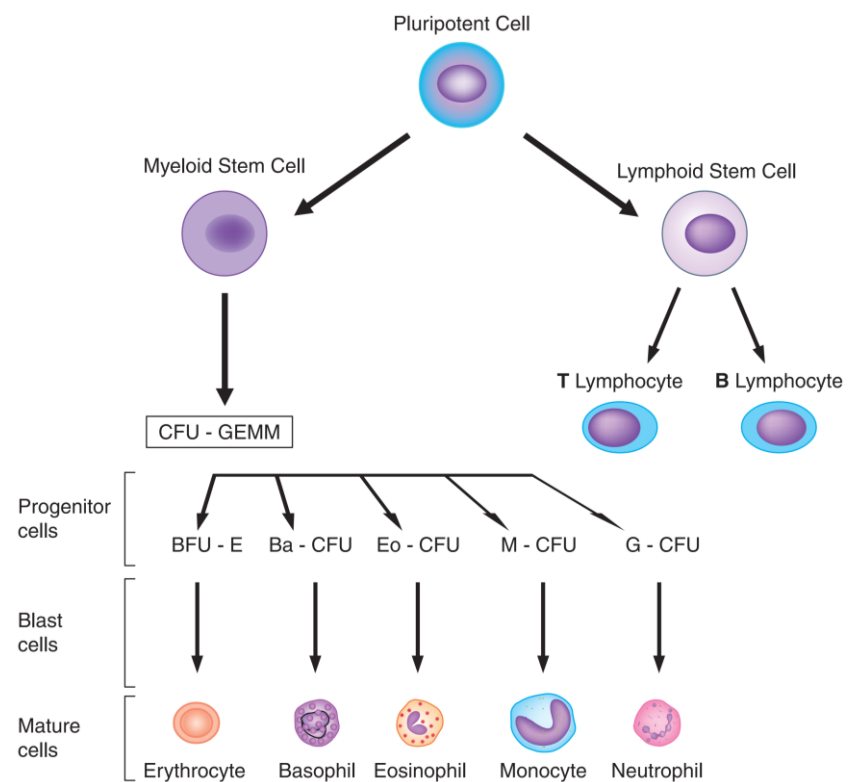 Pluripotent Cell
Myeloid Stem Cell
Lymphoid Stem Cell
T Lymphocyte
B Lymphocyte
CFU - GEMM
Progenitor
cells
BFU - E
Ba - CFU
Eo - CFU
M - CFU
G - CFU
Blast
cells
Mature
cells
Erythrocyte
Basophil
Eosinophil
Monocyte
Neutrophil